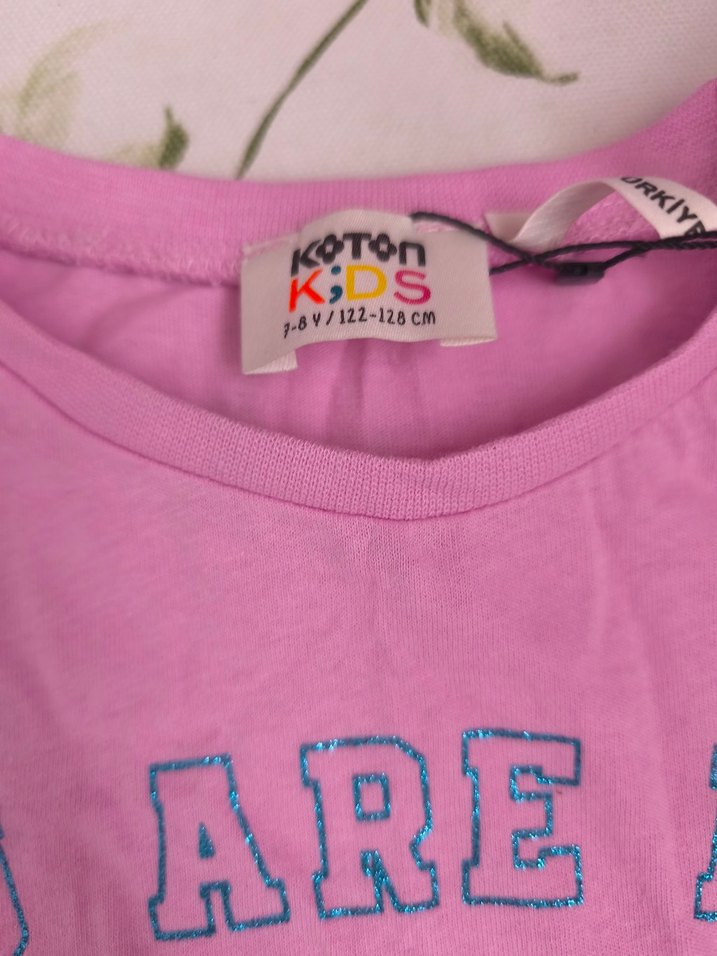 KOTON
KIDS
7-8 Y / 122-128 CM
ARE